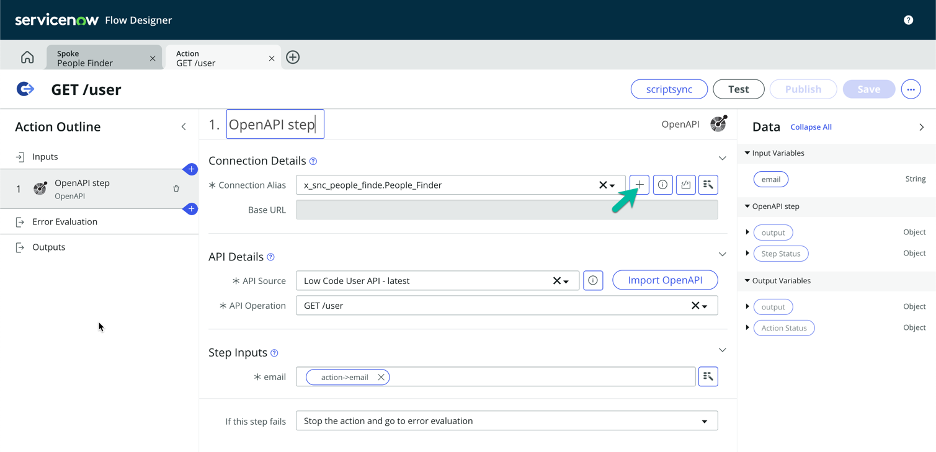 servicenow Flow Designer
Spoke
People Finder
Action
GET /user
GET /user
scriptsync
Test
Publish
Save
Action Outline
Inputs
1
OpenAPI step
OpenAPI
Error Evaluation
Outputs
1. OpenAPI step
OpenAPI
Connection Details
* Connection Alias
x_snc_people_finde.People_Finder
Base URL
API Details
* API Source
Low Code User API - latest
Import OpenAPI
* API Operation
GET /user
Step Inputs
* email
action->email
If this step fails
Stop the action and go to error evaluation
Data
Collapse All
Input Variables
email
String
OpenAPI step
output
Object
Step Status
Object
Output Variables
output
Object
Action Status
Object